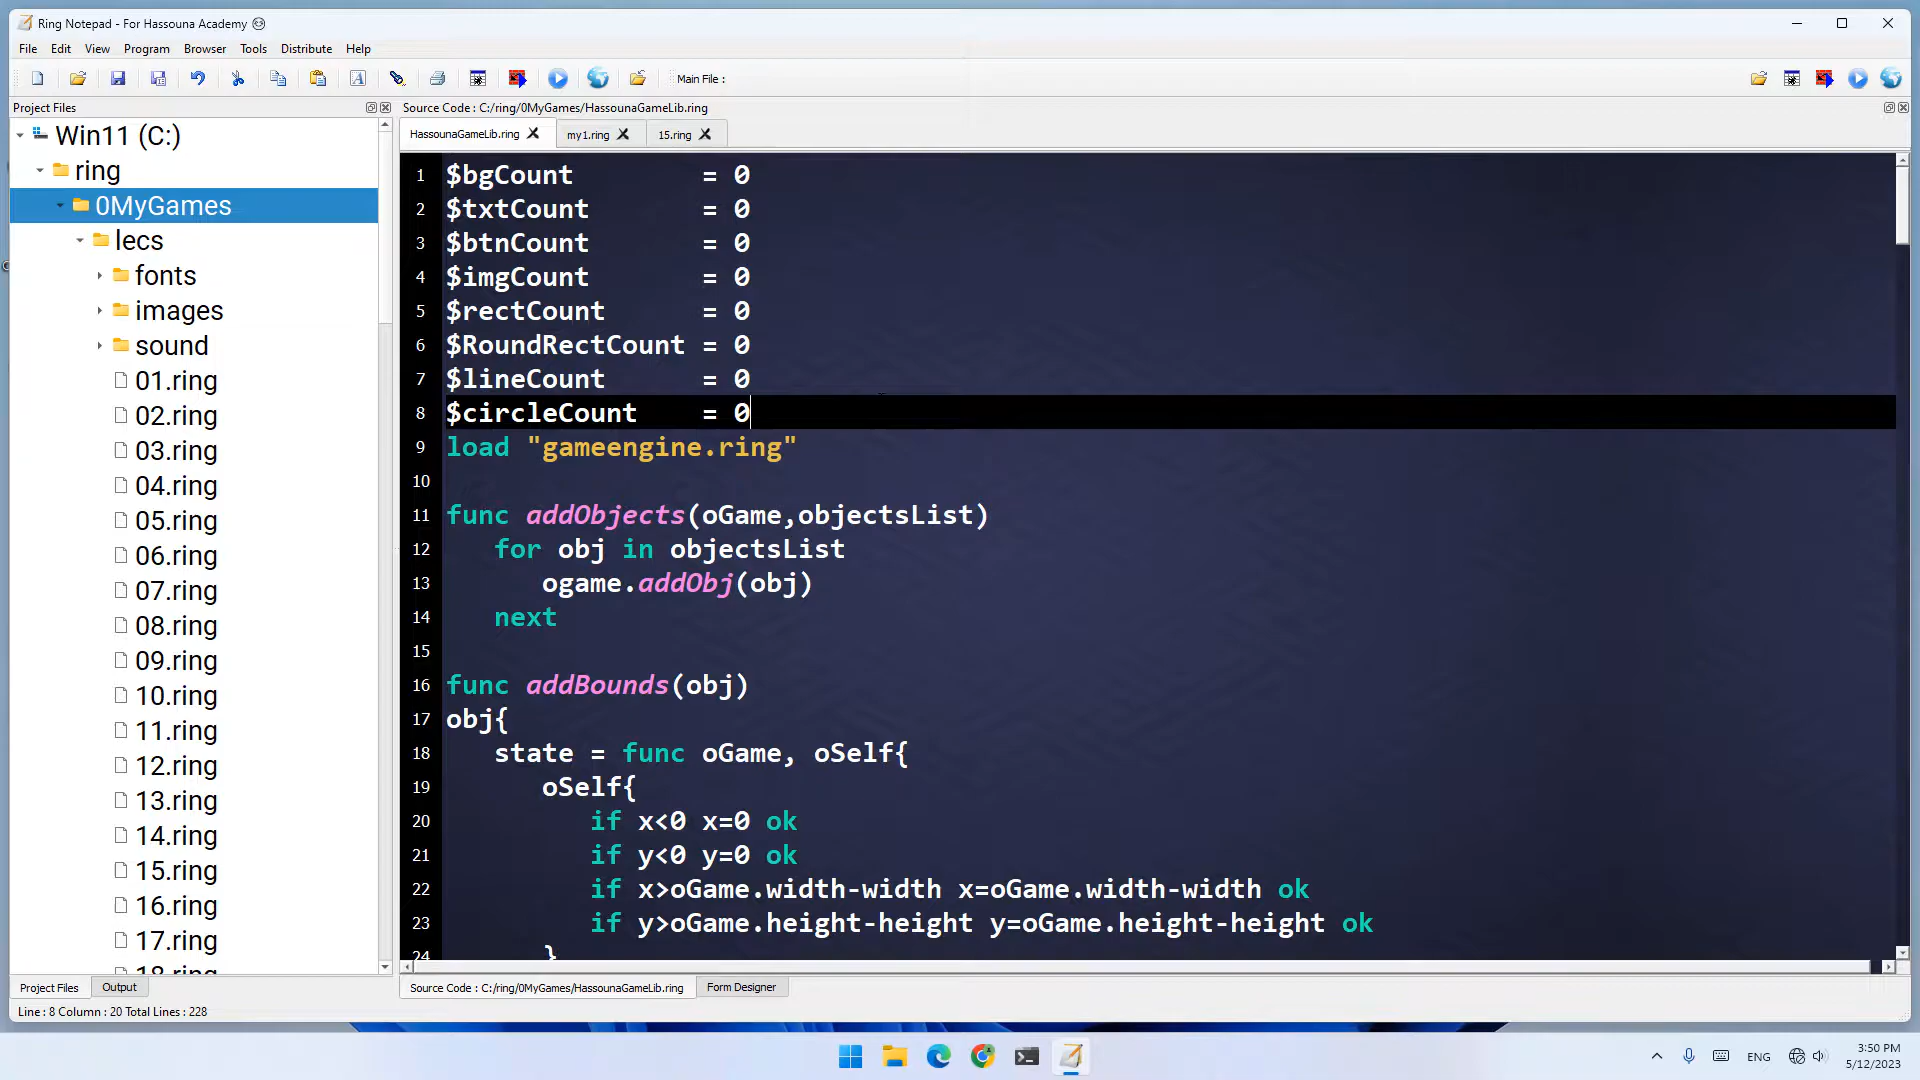 Ring Notepad - For Hassouna Academy
File Edit View Program Browser Tools Distribute Help
Main File :
Project Files
Source Code : C:/ring/0MyGames/HassounaGameLib.ring
HassounaGameLib.ring
my1.ring
15.ring
Win11 (C:)
ring
0MyGames
lecs
fonts
images
sound
01.ring
02.ring
03.ring
04.ring
05.ring
06.ring
07.ring
08.ring
09.ring
10.ring
11.ring
12.ring
13.ring
14.ring
15.ring
16.ring
17.ring
18.ring
1 $bgCount = 0
2 $txtCount = 0
3 $btnCount = 0
4 $imgCount = 0
5 $rectCount = 0
6 $RoundRectCount = 0
7 $lineCount = 0
8 $circleCount = 0
9 load "gameengine.ring"
10
11 func addObjects(oGame,objectsList)
12 for obj in objectsList
13 ogame.addObj(obj)
14 next
15
16 func addBounds(obj)
17 obj{
18 state = func oGame, oSelf{
19 oSelf{
20 if x<0 x=0 ok
21 if y<0 y=0 ok
22 if x>oGame.width-width x=oGame.width-width ok
23 if y>oGame.height-height y=oGame.height-height ok
24 }
Project Files
Output
Source Code : C:/ring/0MyGames/HassounaGameLib.ring
Form Designer
Line : 8 Column : 20 Total Lines : 228
ENG
3:50 PM
5/12/2023